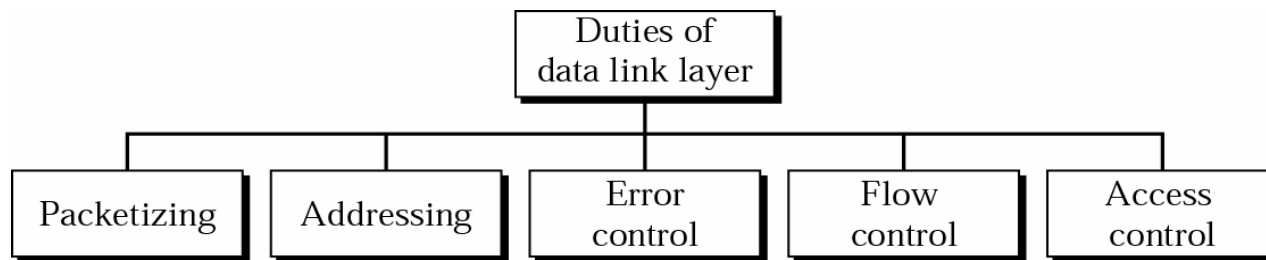 Duties of
data link layer
Packetizing
Addressing
Error
control
Flow
control
Access
control